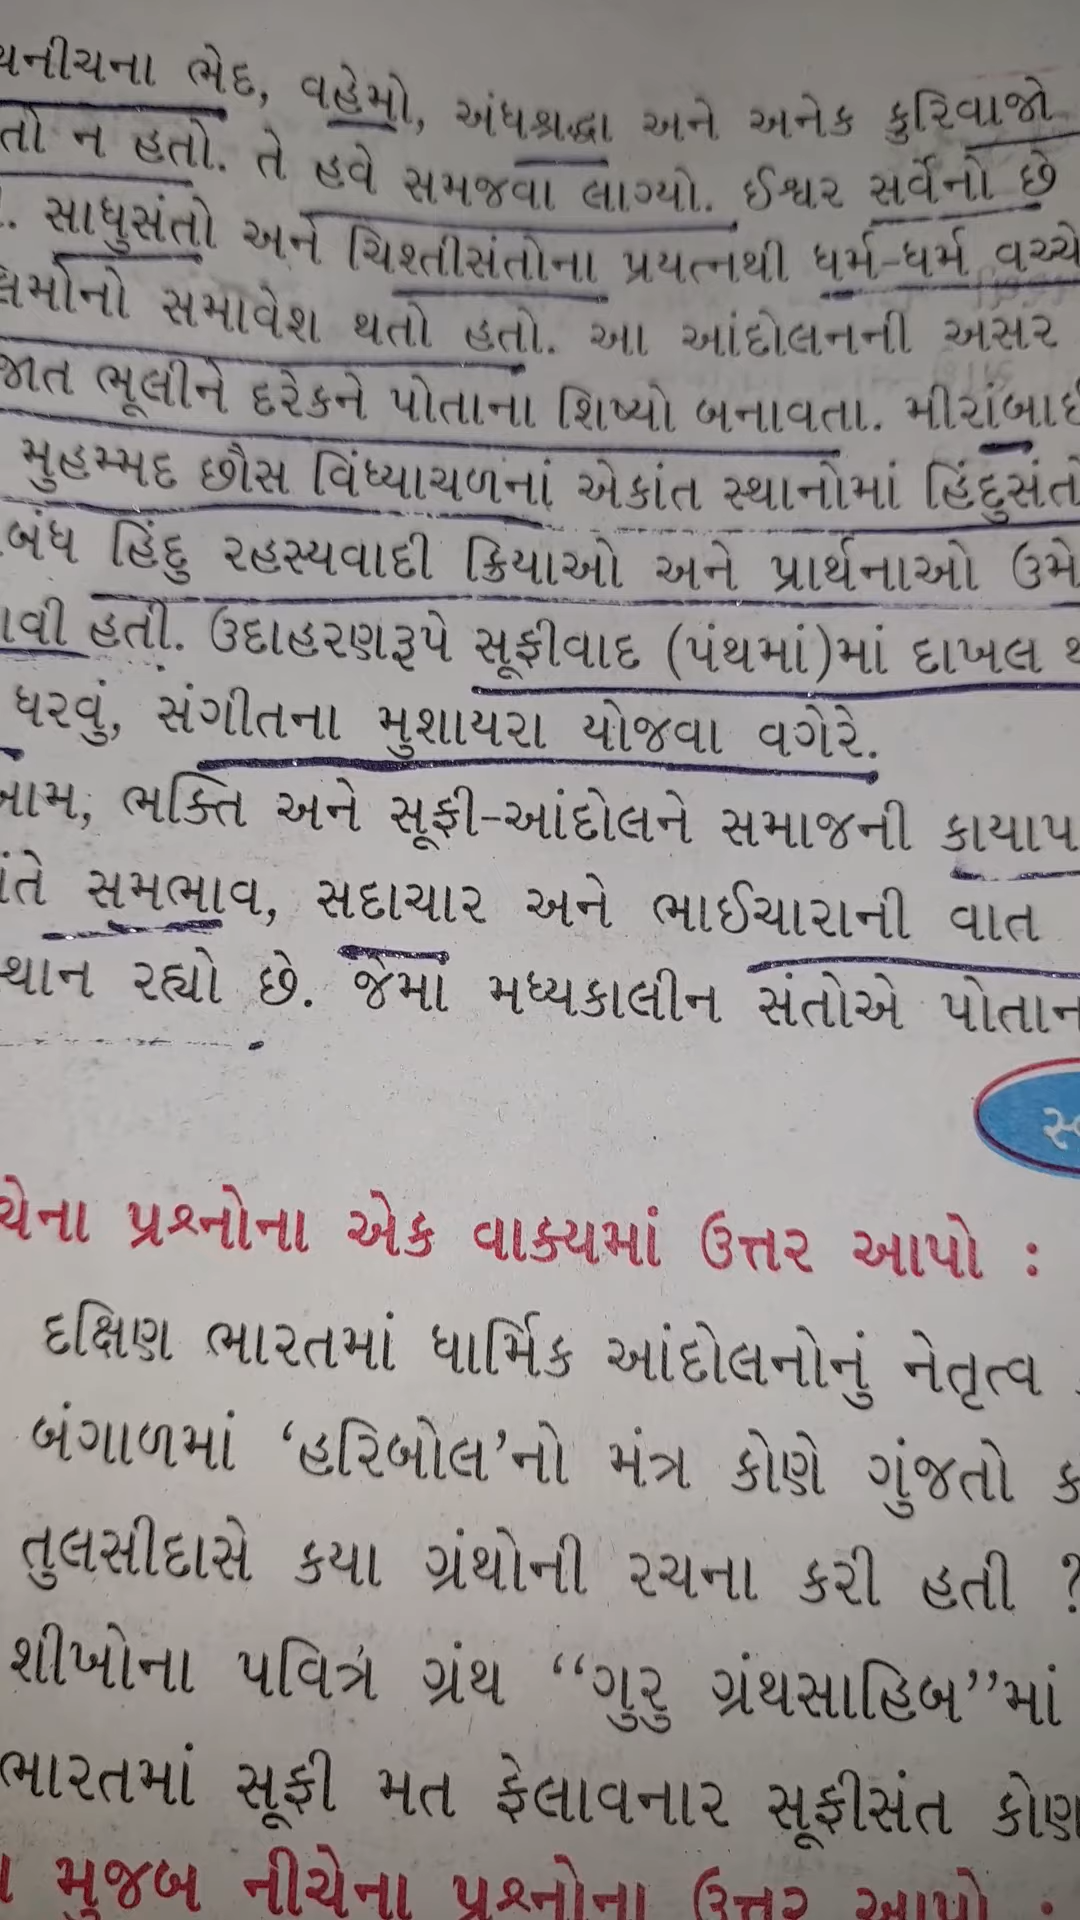 ભેદ, વહેમો, અંધશ્રદ્ધા અને અનેક કુરિવાજો
તો ન હતો. તે હવે સમજવા લાગ્યો. ઈશ્વર સર્વેનો છે
સાધુસંતો અને ચિશ્તીસંતોના પ્રયત્નથી ધર્મ-ધર્મ વચ્ચે
સમાવેશ થતો હતો. આ આંદોલનની અસર
જાત ભૂલીને દરેકને પોતાના શિષ્યો બનાવતા. મીરાંબાઈ
મુહમ્મદ છૌસ વિંધ્યાચળનાં એકાંત સ્થાનોમાં હિંદુસંતો
હિંદુ રહસ્યવાદી ક્રિયાઓ અને પ્રાર્થનાઓ ઉમે
હતી. ઉદાહરણરૂપે સૂફીવાદ (પંથમાં)માં દાખલ
ધરવું, સંગીતના મુશાયરા યોજવા વગેરે.
ભક્તિ અને સૂફી-આંદોલને સમાજની કાયાપ
સમભાવ, સદાચાર અને ભાઈચારાની વાત
રહ્યો છે. જેમાં મધ્યકાલીન સંતોએ પોતાન
પ્રશ્નોના એક વાક્યમાં ઉત્તર આપો :
દક્ષિણ ભારતમાં ધાર્મિક આંદોલનોનું નેતૃત્વ
બંગાળમાં ‘હરિબોલ’નો મંત્ર કોણે ગુંજતો ક
તુલસીદાસે કયા ગ્રંથોની રચના કરી હતી ?
શીખોના પવિત્ર ગ્રંથ “ગુરુ ગ્રંથસાહિબ”માં
ભારતમાં સૂફી મત ફેલાવનાર સૂફીસંત કોણ
મુજબ નીચેના પ્રશ્નોના ઉત્તર આપો :